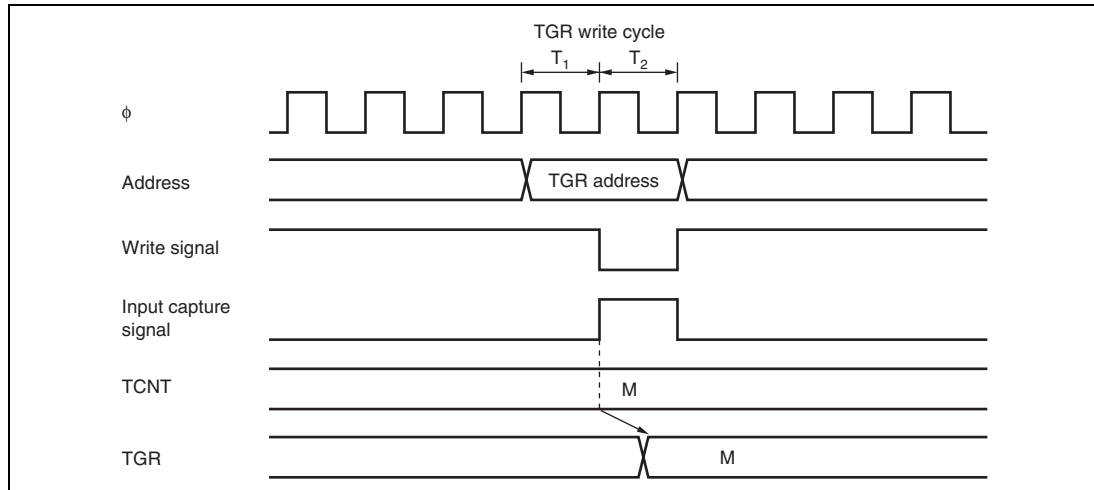 TGR write cycle
T₁ T₂
ϕ
Address
TGR address
Write signal
Input capture
signal
TCNT
M
TGR
M